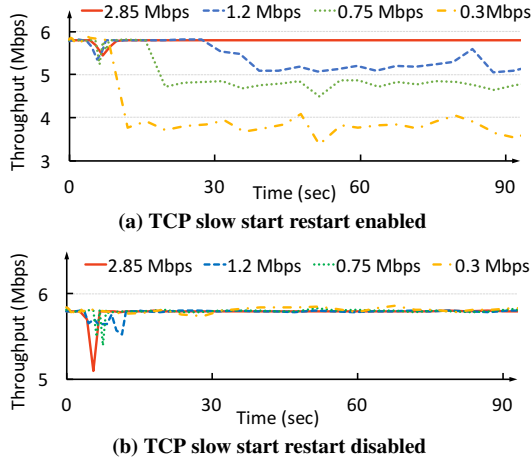 2.85 Mbps 1.2 Mbps 0.75 Mbps 0.3Mbps
Throughput (Mbps)
6
5
4
3
0 30 60 90
Time (sec)
(a) TCP slow start restart enabled
2.85 Mbps 1.2 Mbps 0.75 Mbps 0.3 Mbps
Throughput (Mbps)
6
5
0 30 60 90
Time (sec)
(b) TCP slow start restart disabled